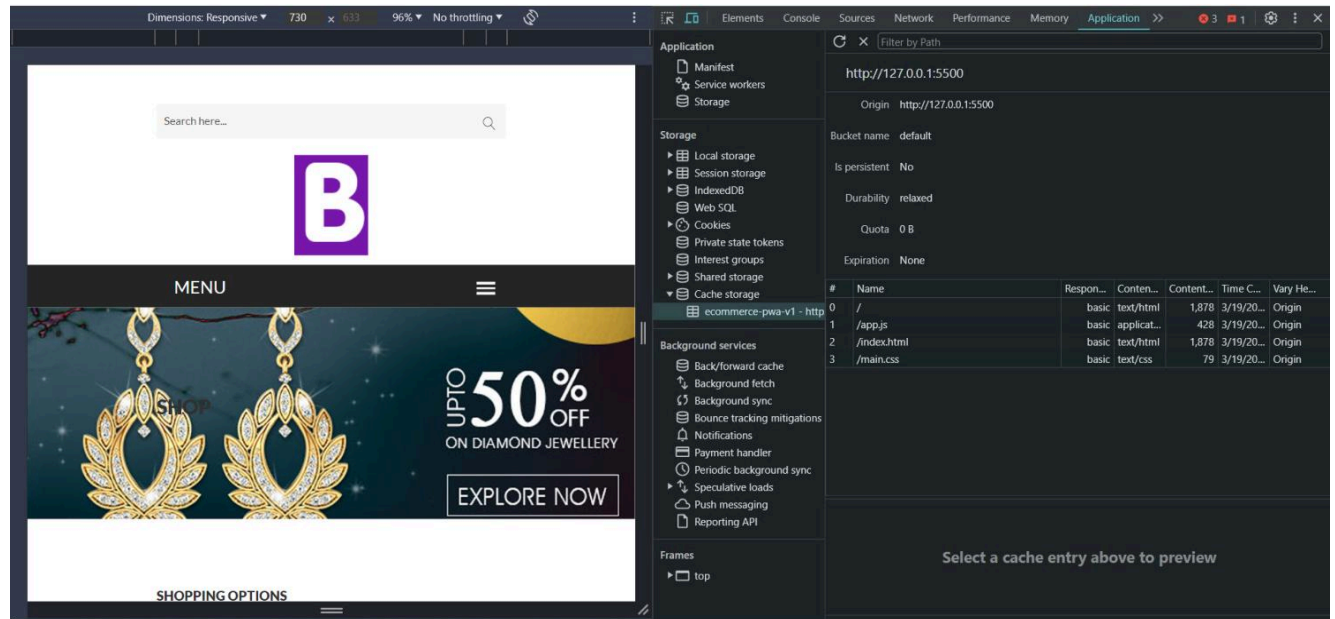 Dimensions: Responsive ▼ 730 x 633 96% ▼ No throttling ▼
Search here...
B
MENU
SHOP
UPTO 50% OFF
ON DIAMOND JEWELLERY
EXPLORE NOW
SHOPPING OPTIONS
Elements Console Sources Network Performance Memory Application 3 1
Application
Manifest
Service workers
Storage
Storage
Local storage
Session storage
IndexedDB
Web SQL
Cookies
Private state tokens
Interest groups
Shared storage
Cache storage
ecommerce-pwa-v1 - http
Background services
Back/forward cache
Background fetch
Background sync
Bounce tracking mitigations
Notifications
Payment handler
Periodic background sync
Speculative loads
Push messaging
Reporting API
Frames
top
Filter by Path
http://127.0.0.1:5500
Origin http://127.0.0.1:5500
Bucket name default
Is persistent No
Durability relaxed
Quota 0 B
Expiration None
# Name Respon... Conten... Content... Time C... Vary He...
0 / basic text/html 1,878 3/19/20... Origin
1 /app.js basic applicat... 428 3/19/20... Origin
2 /index.html basic text/html 1,878 3/19/20... Origin
3 /main.css basic text/css 79 3/19/20... Origin
Select a cache entry above to preview